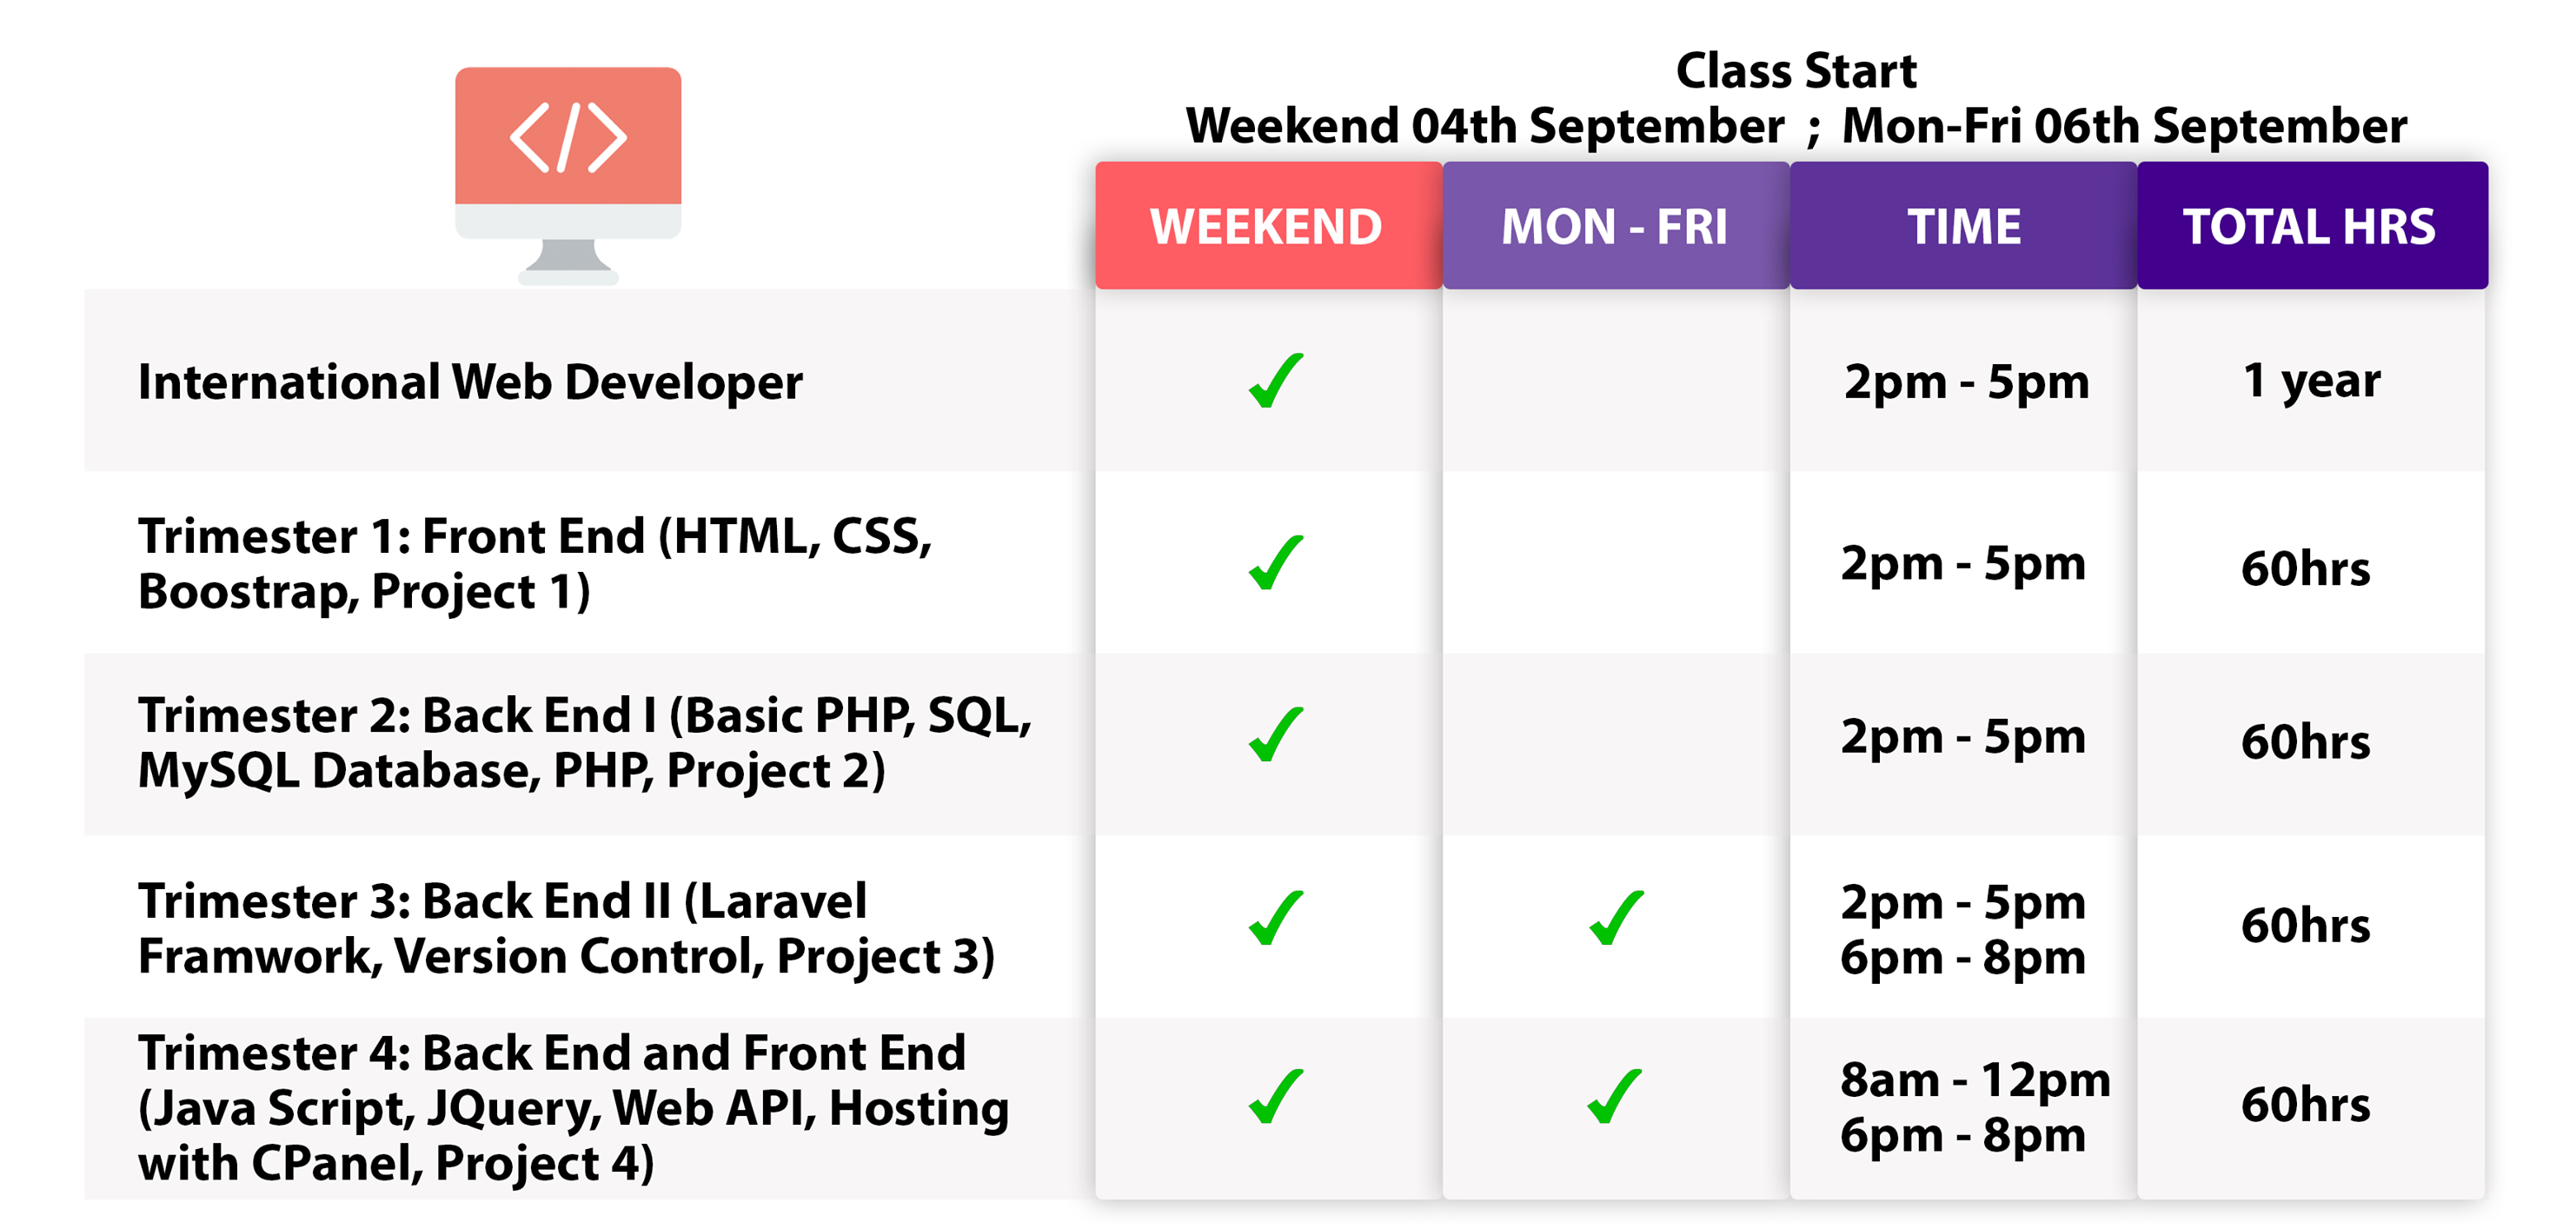 </>
Class Start
Weekend 04th September ; Mon-Fri 06th September
WEEKEND MON - FRI TIME TOTAL HRS
International Web Developer 2pm - 5pm 1 year
Trimester 1: Front End (HTML, CSS,
Boostrap, Project 1)
2pm - 5pm 60hrs
Trimester 2: Back End I (Basic PHP, SQL,
MySQL Database, PHP, Project 2)
2pm - 5pm 60hrs
Trimester 3: Back End II (Laravel
Framwork, Version Control, Project 3)
2pm - 5pm
6pm - 8pm
60hrs
Trimester 4: Back End and Front End
(Java Script, JQuery, Web API, Hosting
with CPanel, Project 4)
8am - 12pm
6pm - 8pm
60hrs